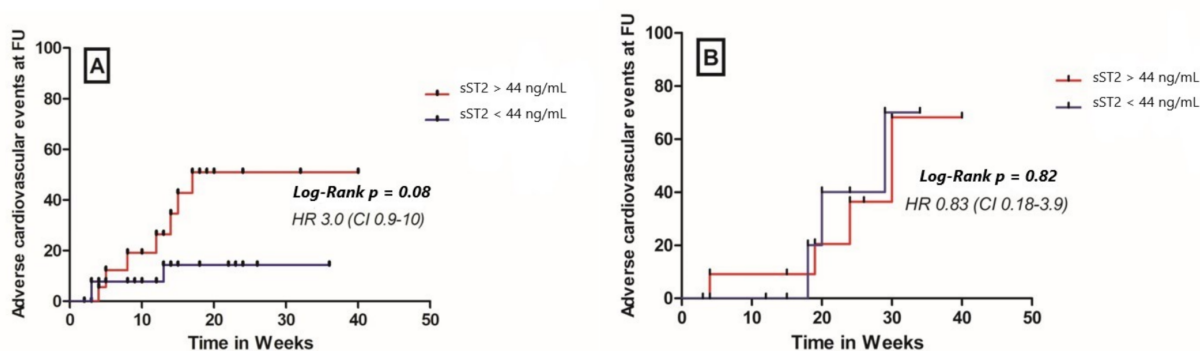 Adverse cardiovascular events at FU
100
80
60
40
20
0
A
sST2 > 44 ng/mL
sST2 < 44 ng/mL
Log-Rank p = 0.08
HR 3.0 (CI 0.9-10)
0 10 20 30 40 50
Time in Weeks
Adverse cardiovascular events at FU
100
80
60
40
20
0
B
sST2 > 44 ng/mL
sST2 < 44 ng/mL
Log-Rank p = 0.82
HR 0.83 (CI 0.18-3.9)
0 10 20 30 40 50
Time in Weeks